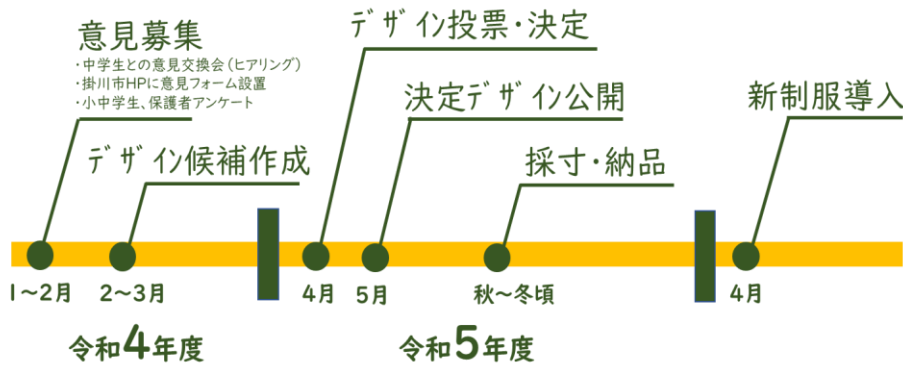 意見募集
・中学生との意見交換会(ヒアリング)
・掛川市HPに意見フォーム設置
・小中学生、保護者アンケート
デザイン候補作成
デザイン投票・決定
決定デザイン公開
採寸・納品
新制服導入
1～2月
2～3月
4月
5月
秋～冬頃
4月
令和4年度
令和5年度